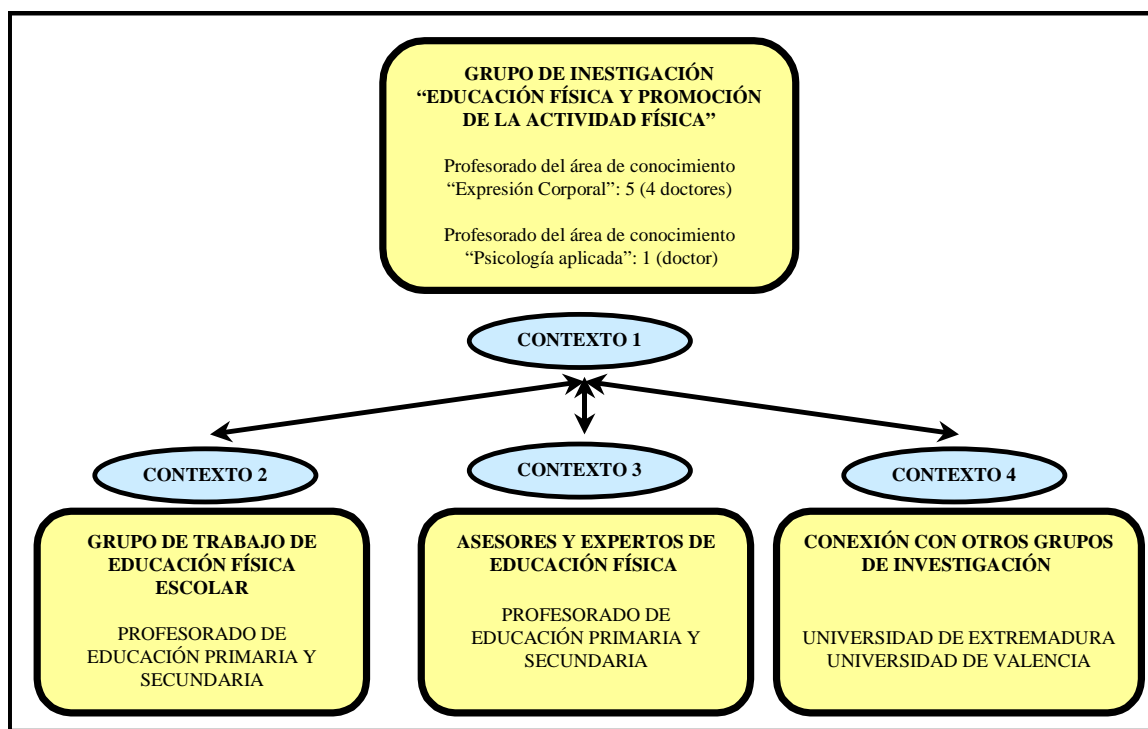 GRUPO DE INESTIGACIÓN
“EDUCACIÓN FÍSICA Y PROMOCIÓN
DE LA ACTIVIDAD FÍSICA”
Profesorado del área de conocimiento
“Expresión Corporal”: 5 (4 doctores)
Profesorado del área de conocimiento
“Psicología aplicada”: 1 (doctor)
CONTEXTO 1
CONTEXTO 2
CONTEXTO 3
CONTEXTO 4
GRUPO DE TRABAJO DE
EDUCACIÓN FÍSICA
ESCOLAR
PROFESORADO DE
EDUCACIÓN PRIMARIA Y
SECUNDARIA
ASESORES Y EXPERTOS DE
EDUCACIÓN FÍSICA
PROFESORADO DE
EDUCACIÓN PRIMARIA Y
SECUNDARIA
CONEXIÓN CON OTROS GRUPOS
DE INVESTIGACIÓN
UNIVERSIDAD DE EXTREMADURA
UNIVERSIDAD DE VALENCIA